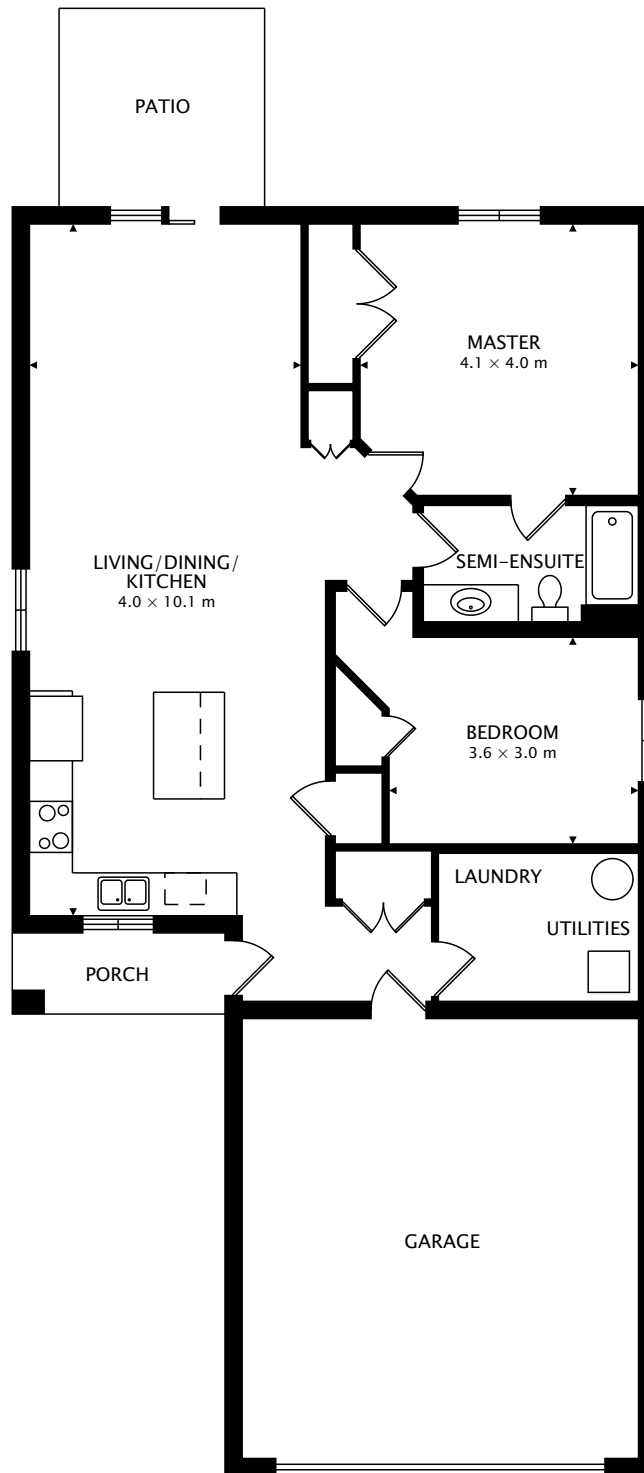 PATIO
MASTER
4.1 × 4.0 m
LIVING/DINING/
KITCHEN
4.0 × 10.1 m
SEMI-ENSUITE
BEDROOM
3.6 × 3.0 m
LAUNDRY
UTILITIES
PORCH
GARAGE